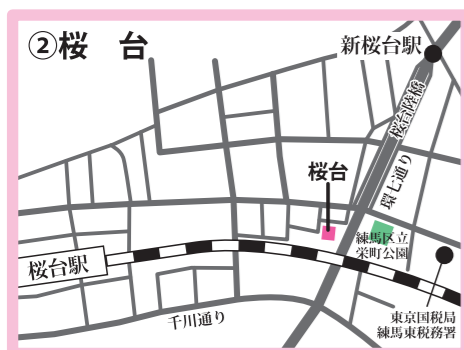 ②桜　台
新桜台駅
桜台陸橋
環七通り
桜台
練馬区立
栄町公園
桜台駅
千川通り
東京国税局
練馬東税務署